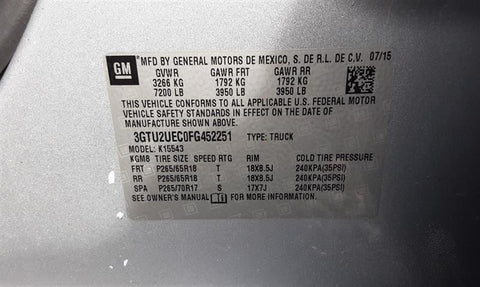 GM MFD BY GENERAL MOTORS DE MEXICO, S. DE R.L. DE C.V. 07/15
GVWR GAWR FRT GAWR RR
3266 KG 1792 KG 1792 KG
7200 LB 3950 LB 3950 LB
THIS VEHICLE CONFORMS TO ALL APPLICABLE U.S. FEDERAL MOTOR
VEHICLE SAFETY STANDARDS IN EFFECT ON THE DATE OF
MANUFACTURE SHOWN ABOVE.
3GTU2UEC0FG452251 TYPE: TRUCK
MODEL: K15543
KGM8 TIRE SIZE SPEED RTG RIM COLD TIRE PRESSURE
FRT P265/65R18 T 18X8.5J 240KPA(35PSI)
RR P265/65R18 T 18X8.5J 240KPA(35PSI)
SPA P265/70R17 S 17X7J 240KPA(35PSI)
SEE OWNER'S MANUAL FOR MORE INFORMATION.